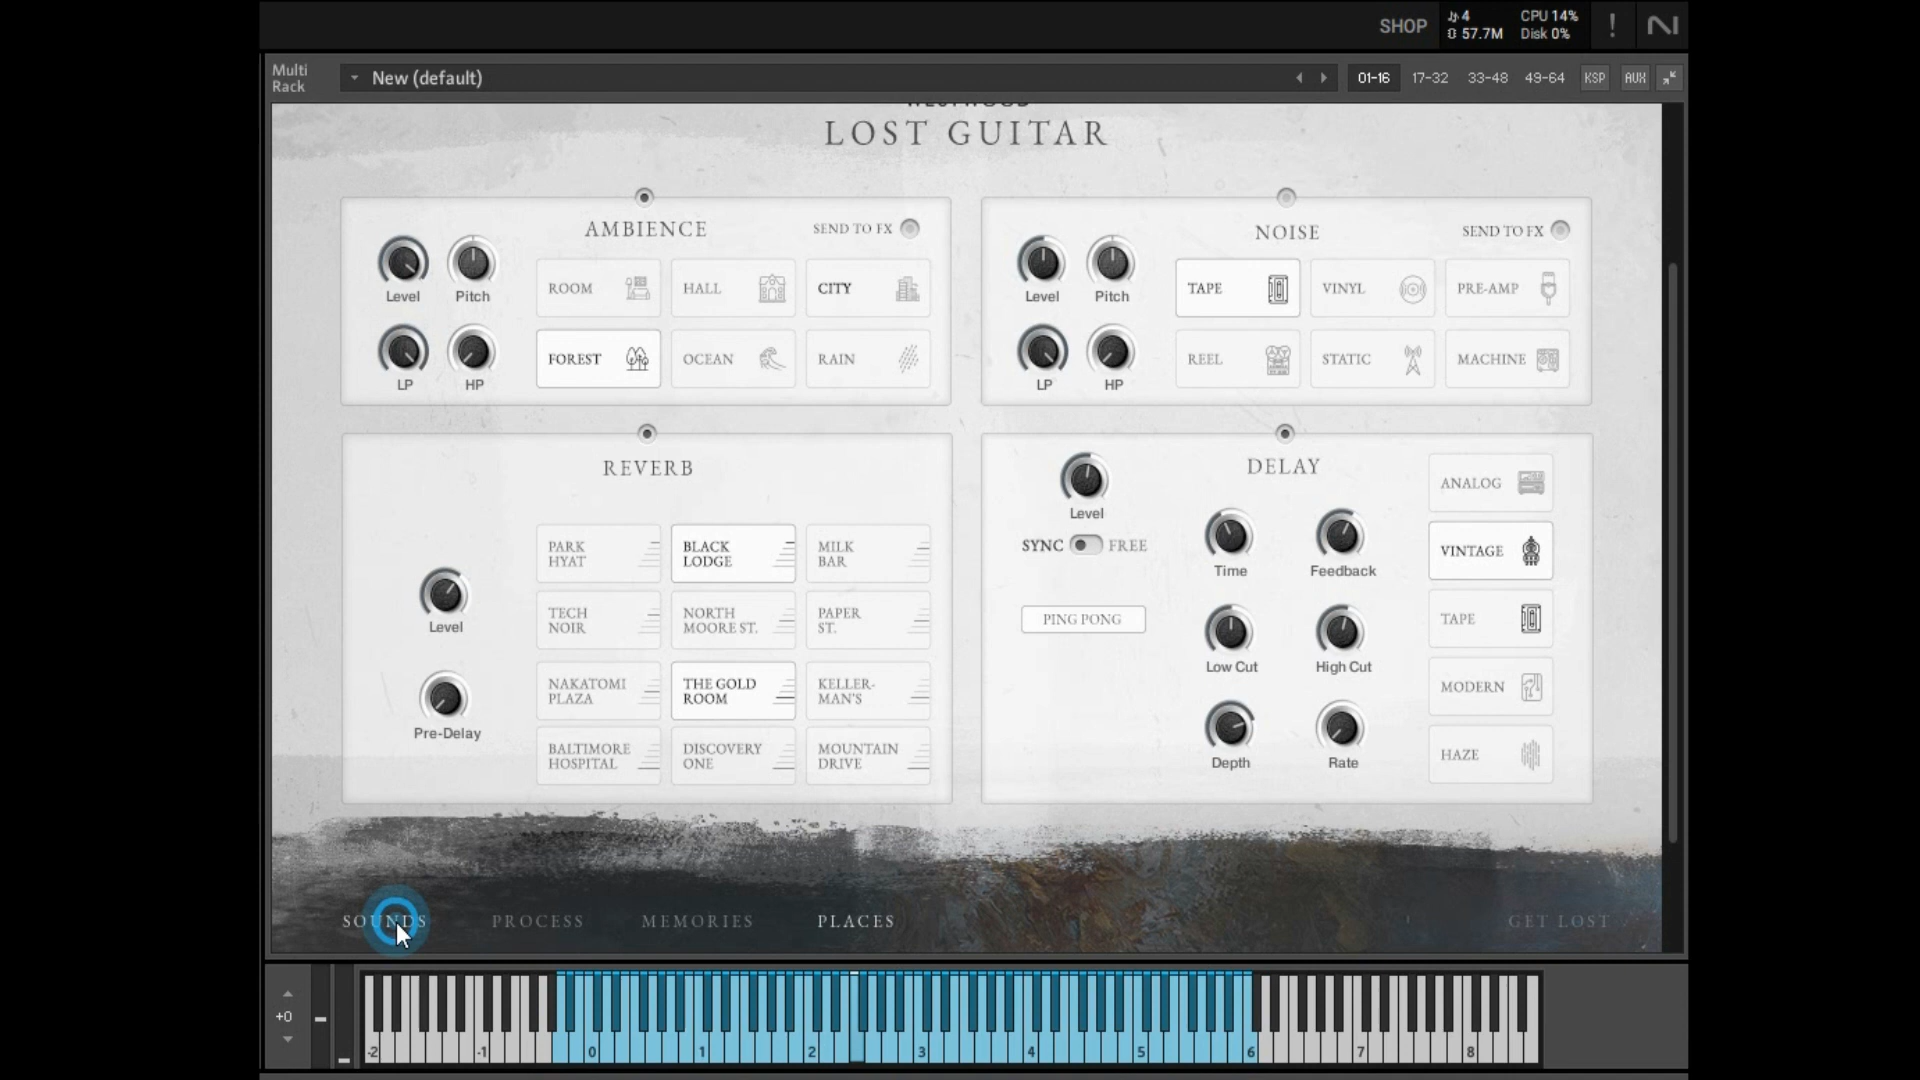 SHOP
4
57.7M
CPU 14%
Disk 0%
!
Multi
Rack
New (default)
01-16
17-32
33-48
49-64
KSP
AUX
WESTWOOD
LOST GUITAR
AMBIENCE
SEND TO FX
Level
Pitch
LP
HP
ROOM
HALL
CITY
FOREST
OCEAN
RAIN
NOISE
SEND TO FX
Level
Pitch
LP
HP
TAPE
VINYL
PRE-AMP
REEL
STATIC
MACHINE
REVERB
Level
Pre-Delay
PARK
HYAT
BLACK
LODGE
MILK
BAR
TECH
NOIR
NORTH
MOORE ST.
PAPER
ST.
NAKATOMI
PLAZA
THE GOLD
ROOM
KELLER-
MAN'S
BALTIMORE
HOSPITAL
DISCOVERY
ONE
MOUNTAIN
DRIVE
DELAY
Level
SYNC
FREE
PING PONG
Time
Feedback
Low Cut
High Cut
Depth
Rate
ANALOG
VINTAGE
TAPE
MODERN
HAZE
SOUNDS
PROCESS
MEMORIES
PLACES
GET LOST
+0
-2
-1
0
1
2
3
4
5
6
7
8